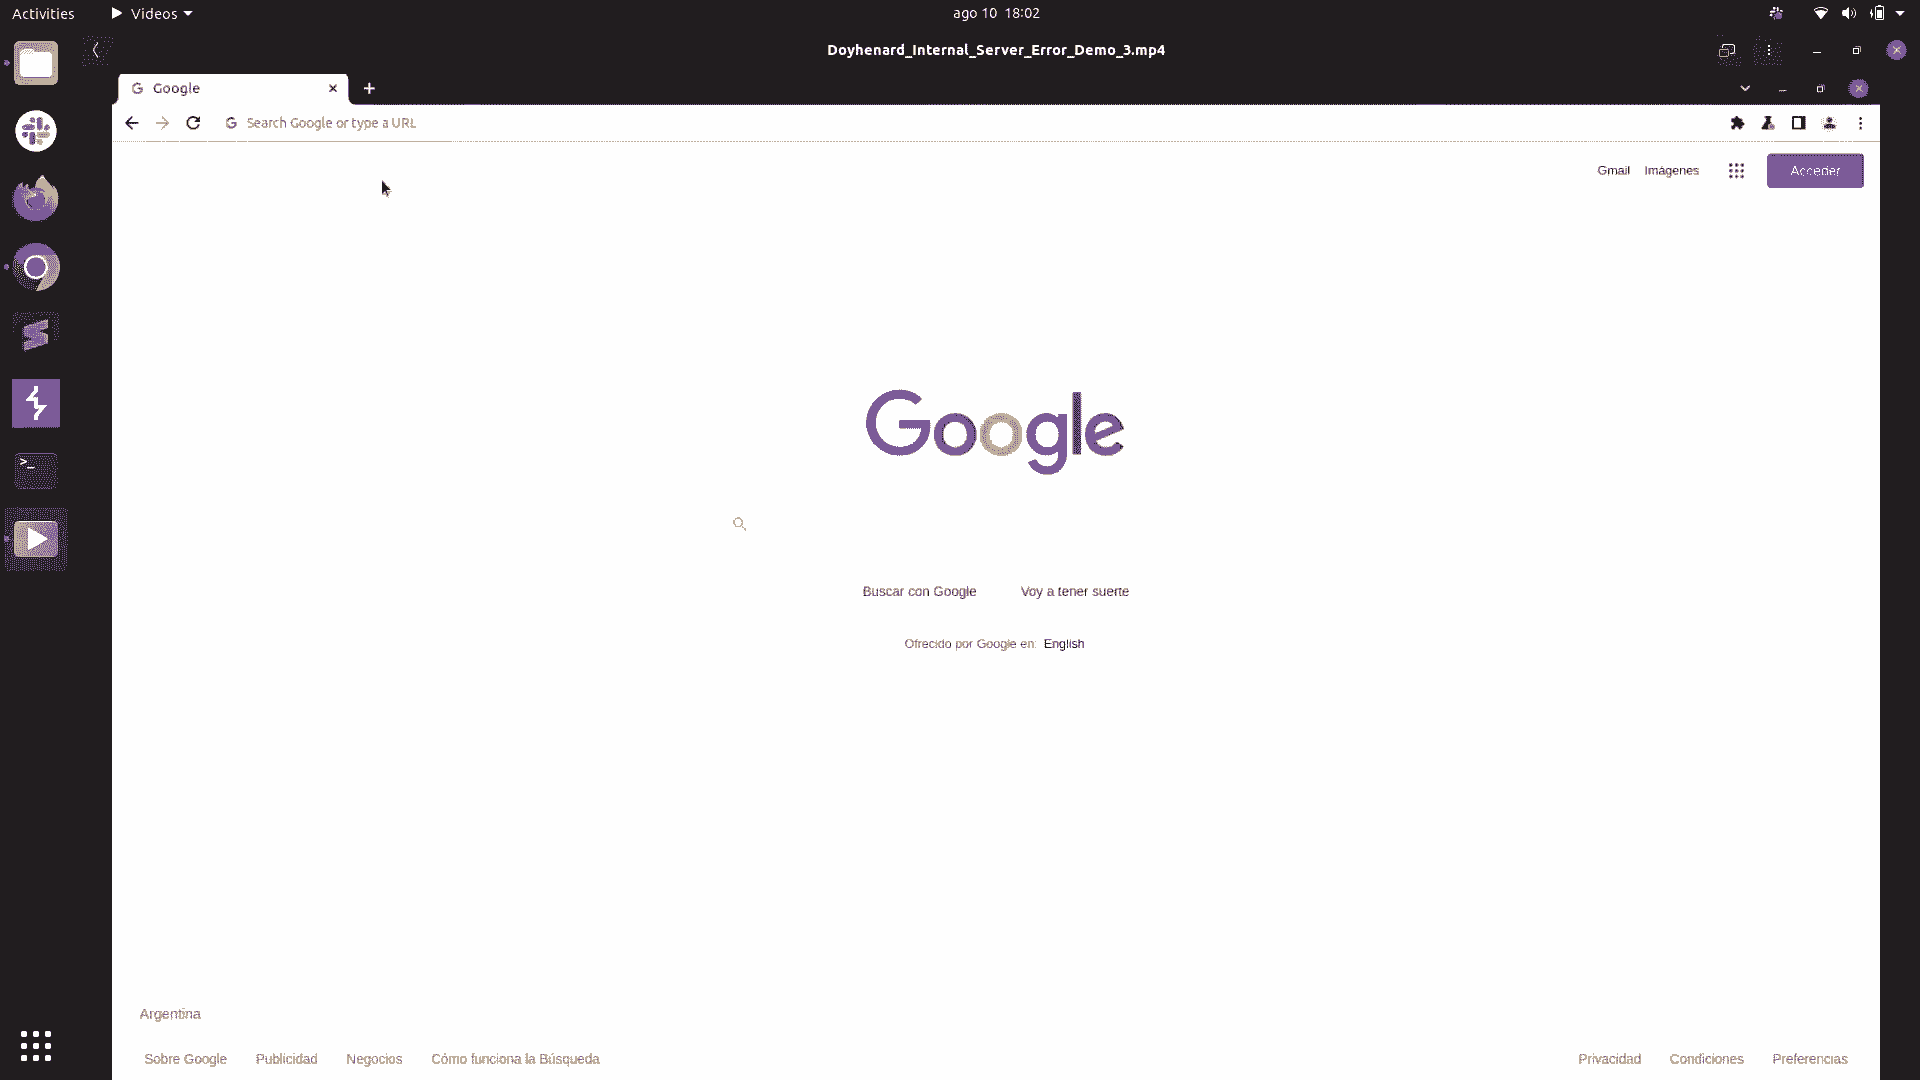 Activities Videos ago 10 18:02
Doyhenard_Internal_Server_Error_Demo_3.mp4
Google
Search Google or type a URL
Gmail Imágenes Acceder
Google
Buscar con Google Voy a tener suerte
Ofrecido por Google en: English
Argentina
Sobre Google Publicidad Negocios Cómo funciona la Búsqueda Privacidad Condiciones Preferencias